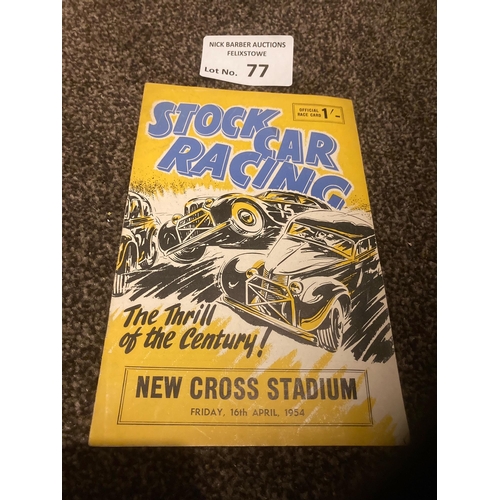 NICK BARBER AUCTIONS
FELIXSTOWE
Lot No. 77
OFFICIAL
RACE CARD 1/-
STOCK
CAR
RACING
The Thrill
of the Century!
NEW CROSS STADIUM
FRIDAY, 16th APRIL, 1954